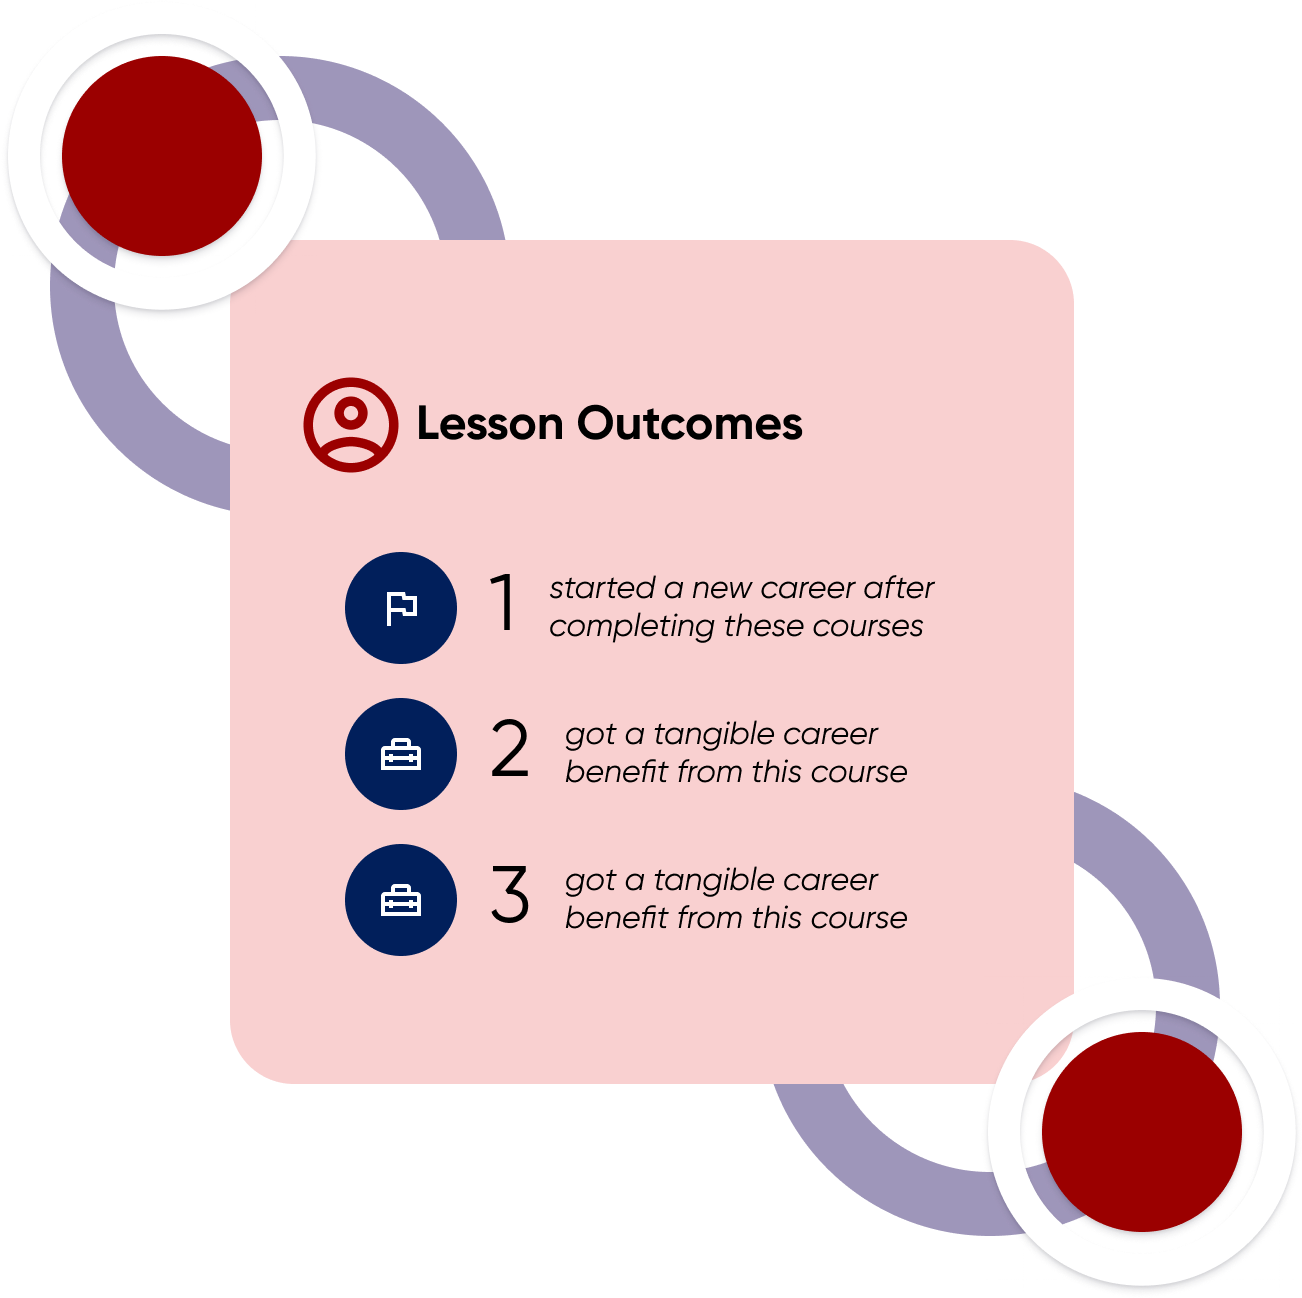 Lesson Outcomes
1 started a new career after
completing these courses
2 got a tangible career
benefit from this course
3 got a tangible career
benefit from this course